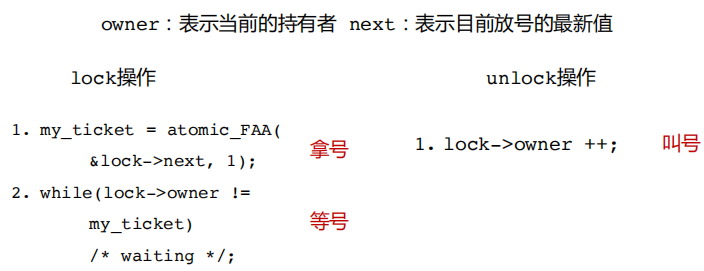 owner：表示当前的持有者 next：表示目前放号的最新值
lock操作
unlock操作
1. my_ticket = atomic_FAA(
&lock->next, 1);
拿号
2. while(lock->owner !=
my_ticket)
/* waiting */;
等号
1. lock->owner ++;
叫号